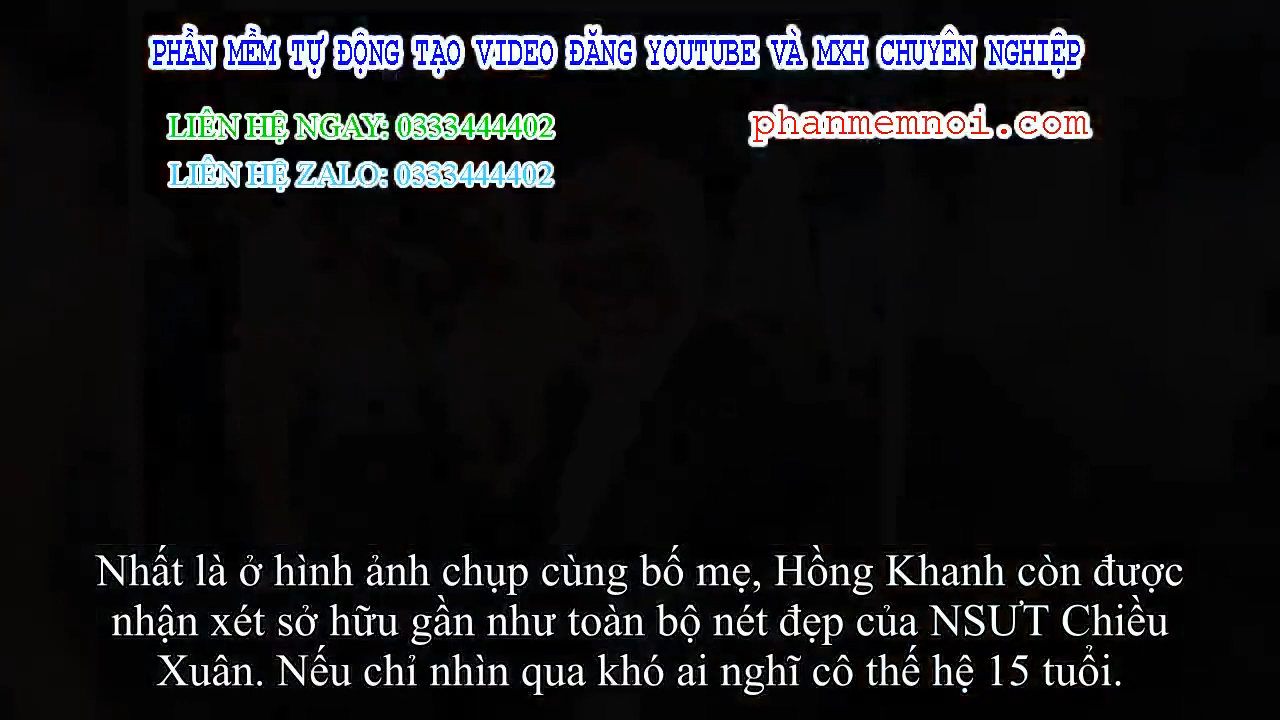 PHẦN MỀM TỰ ĐỘNG TẠO VIDEO ĐĂNG YOUTUBE VÀ MXH CHUYÊN NGHIỆP
LIÊN HỆ NGAY: 0333444402
phanmemnoi.com
LIÊN HỆ ZALO: 0333444402
Nhất là ở hình ảnh chụp cùng bố mẹ, Hồng Khanh còn được
nhận xét sở hữu gần như toàn bộ nét đẹp của NSƯT Chiều
Xuân. Nếu chỉ nhìn qua khó ai nghĩ cô thế hệ 15 tuổi.